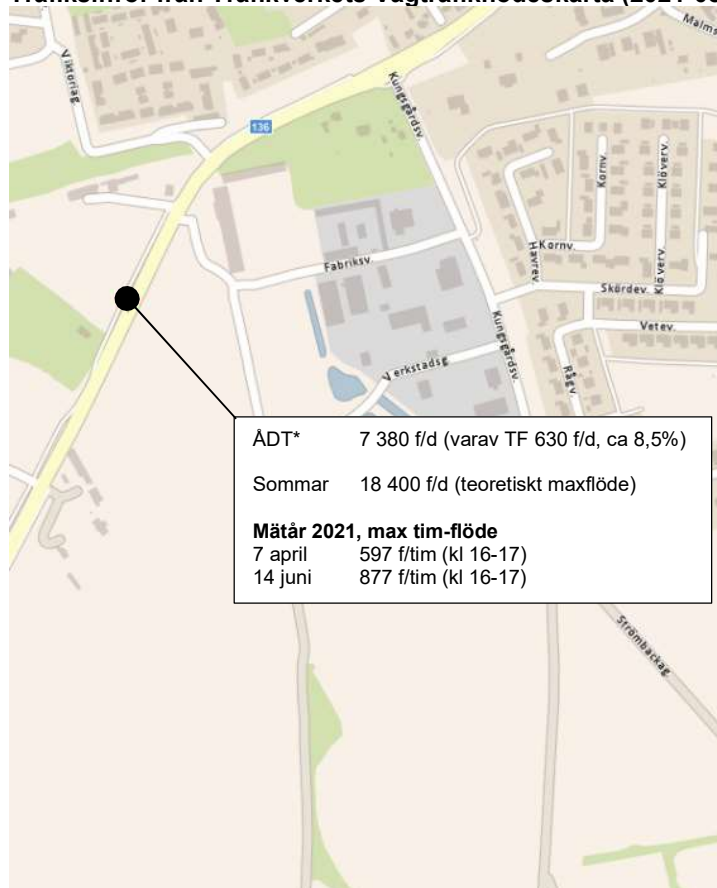 Trafiksiffror från Trafikverkets Vägtrafikflödeskarta (2021-
Malms
Viktoriag.
Kungsgårdsv.
136
Kornv.
Klöverv.
Kornv.
Havrev.
Fabriksv.
Skördev.
Klöverv.
Vetev.
Kungsgårdsv.
Verkstadsg.
Rågv.
ÅDT* 7 380 f/d (varav TF 630 f/d, ca 8,5%)
Sommar 18 400 f/d (teoretiskt maxflöde)
Mätår 2021, max tim-flöde
7 april 597 f/tim (kl 16-17)
14 juni 877 f/tim (kl 16-17)
Strömbackag.